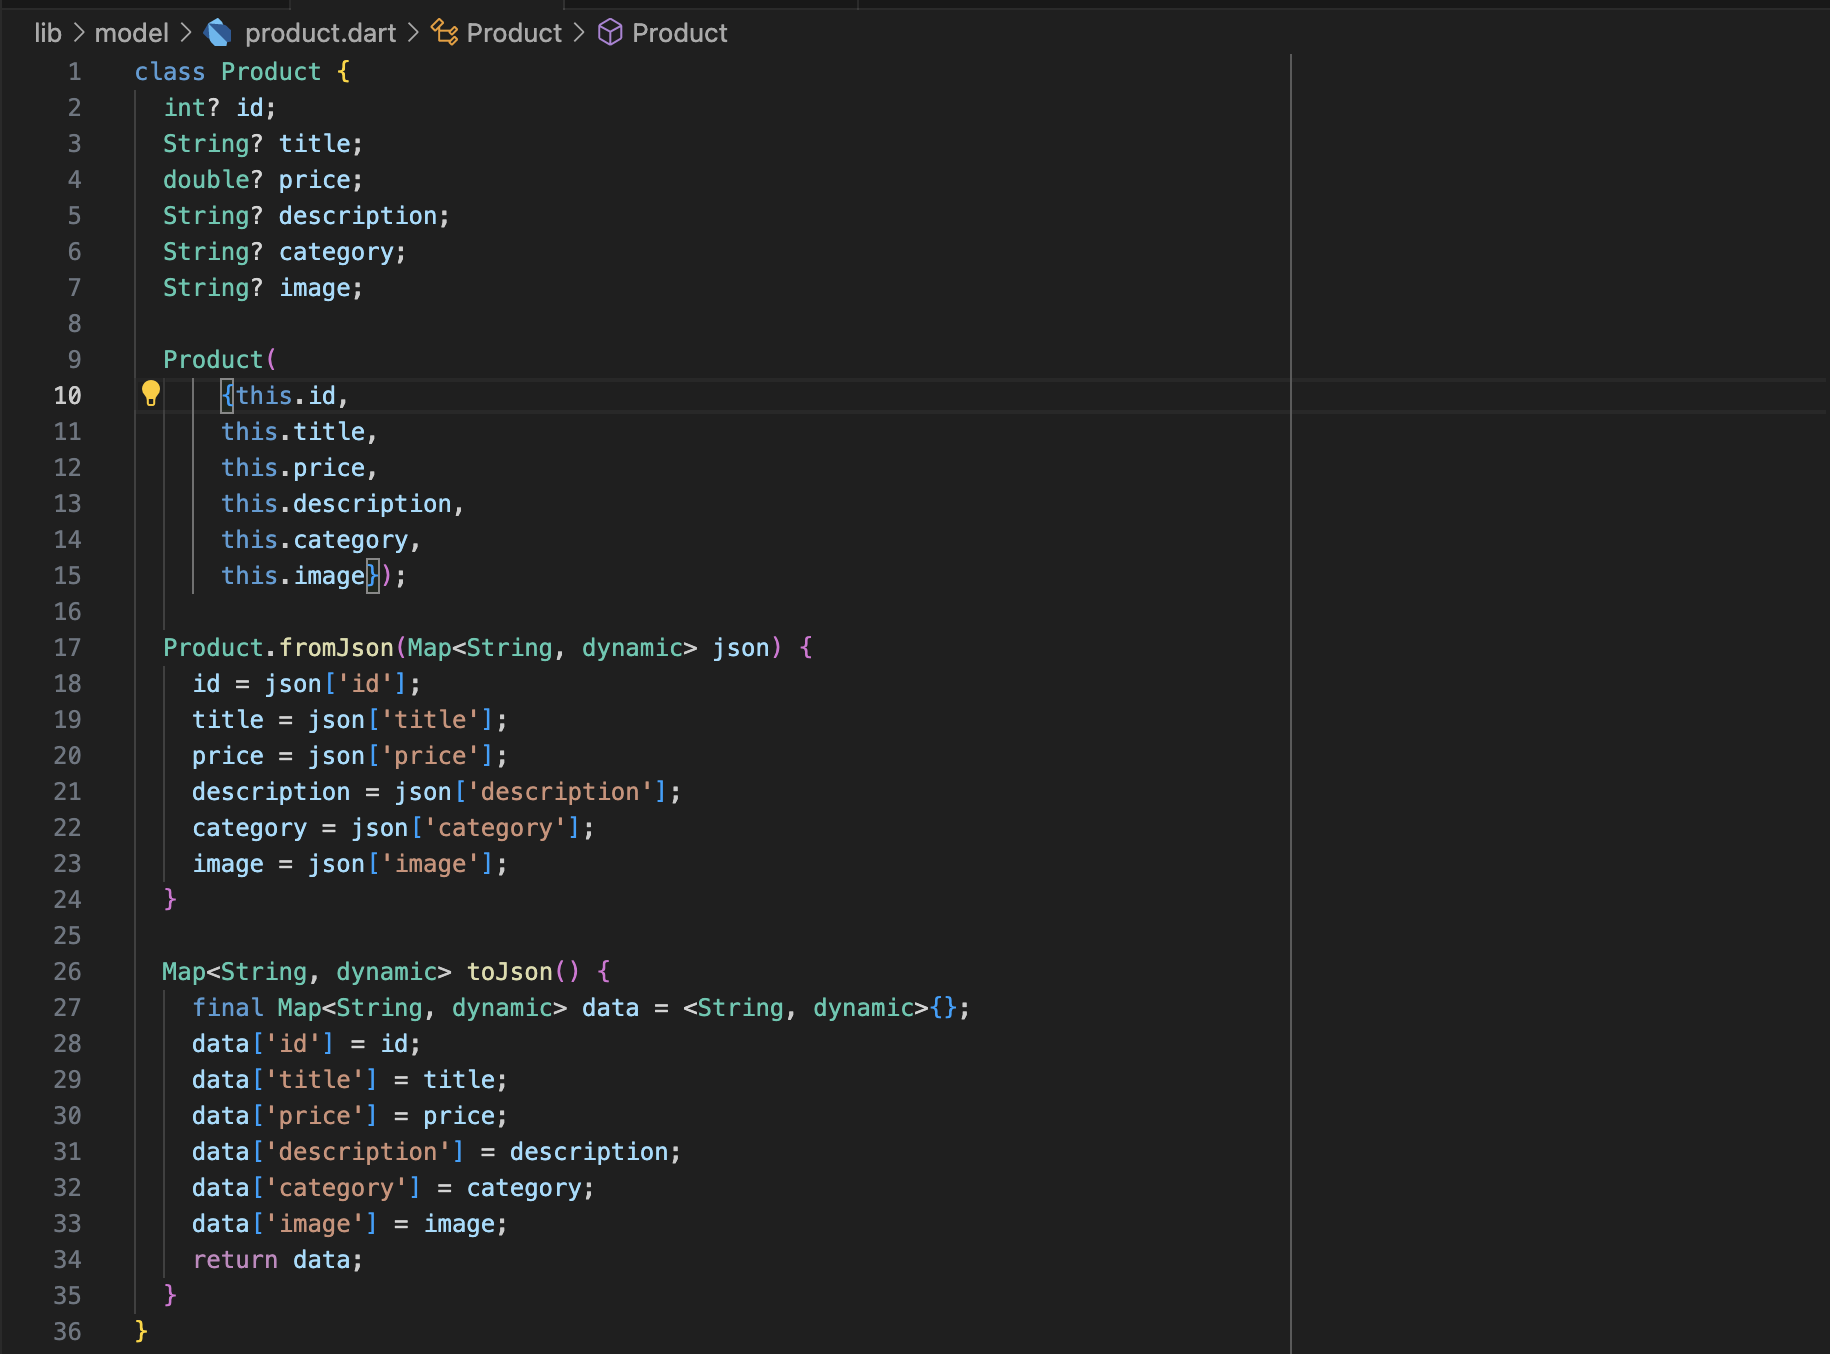 lib > model > product.dart > Product > Product
1 class Product {
2   int? id;
3   String? title;
4   double? price;
5   String? description;
6   String? category;
7   String? image;
8
9   Product(
10       {this.id,
11       this.title,
12       this.price,
13       this.description,
14       this.category,
15       this.image});
16
17   Product.fromJson(Map<String, dynamic> json) {
18     id = json['id'];
19     title = json['title'];
20     price = json['price'];
21     description = json['description'];
22     category = json['category'];
23     image = json['image'];
24   }
25
26   Map<String, dynamic> toJson() {
27     final Map<String, dynamic> data = <String, dynamic>{};
28     data['id'] = id;
29     data['title'] = title;
30     data['price'] = price;
31     data['description'] = description;
32     data['category'] = category;
33     data['image'] = image;
34     return data;
35   }
36 }